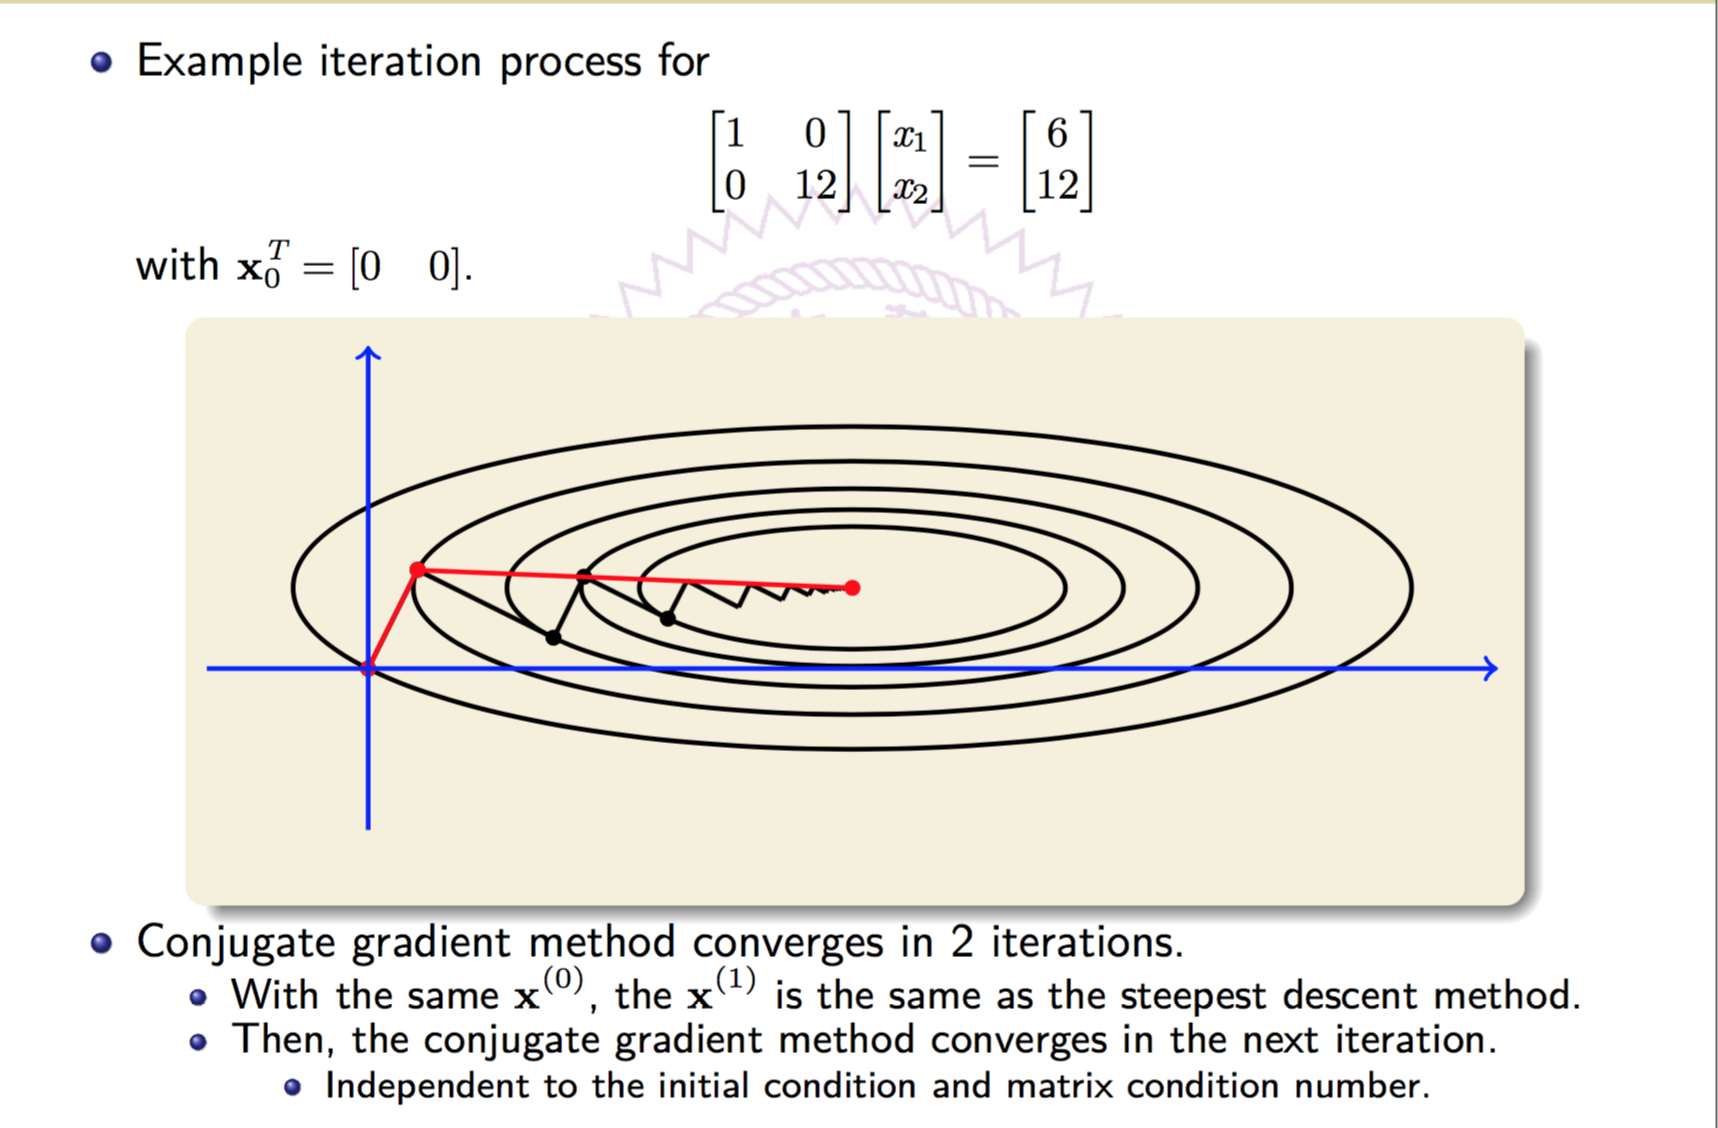 Example iteration process for
[1 0; 0 12] [x₁; x₂] = [6; 12]
with x₀ᵀ = [0 0].
Conjugate gradient method converges in 2 iterations.
With the same x⁽⁰⁾, the x⁽¹⁾ is the same as the steepest descent method.
Then, the conjugate gradient method converges in the next iteration.
Independent to the initial condition and matrix condition number.